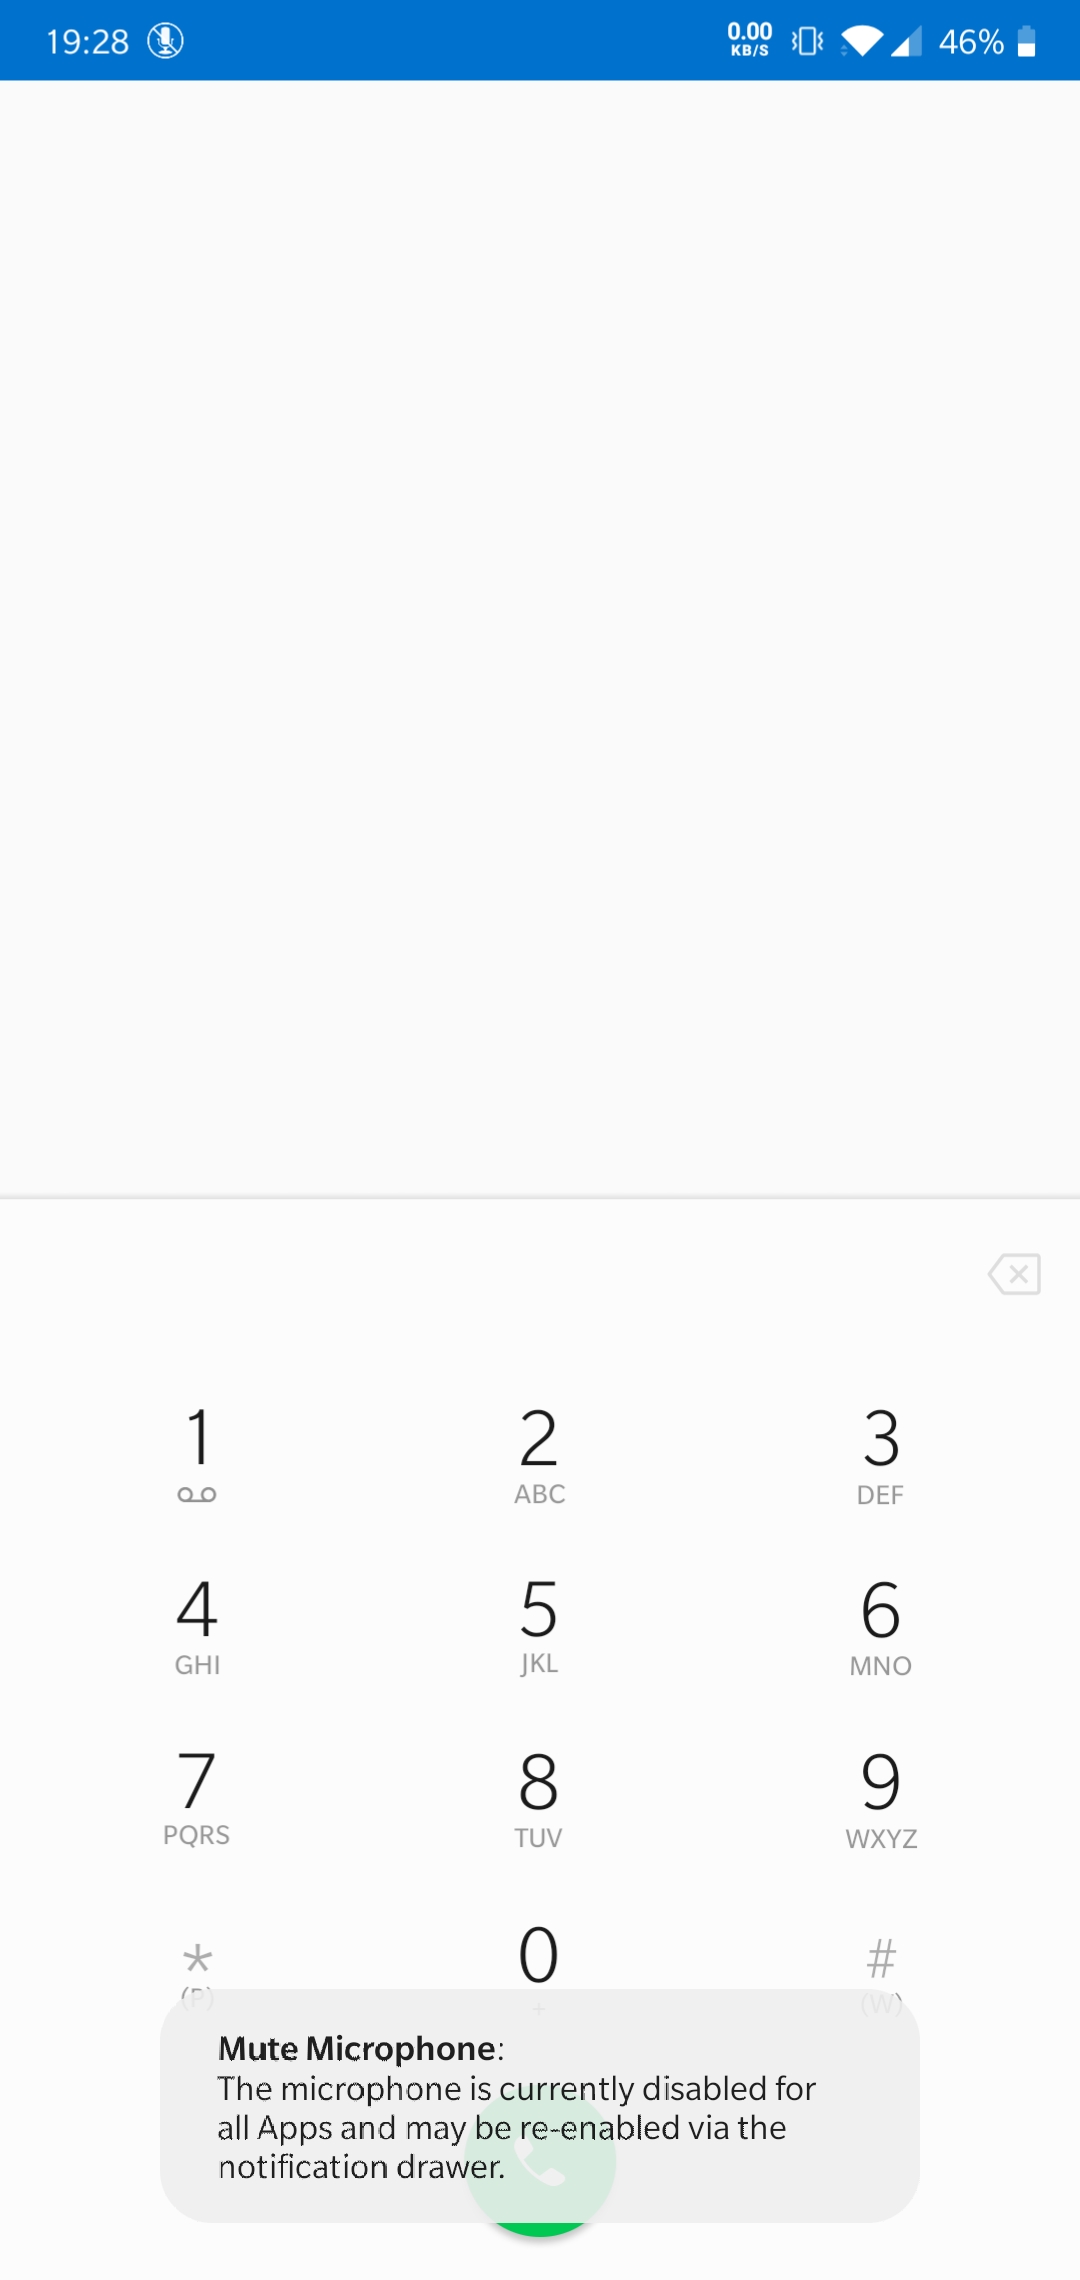 19:28 0.00 KB/S 46%
1 2 3
ABC DEF
4 5 6
GHI JKL MNO
7 8 9
PQRS TUV WXYZ
* 0 #
(P) + (W)
Mute Microphone:
The microphone is currently disabled for
all Apps and may be re-enabled via the
notification drawer.